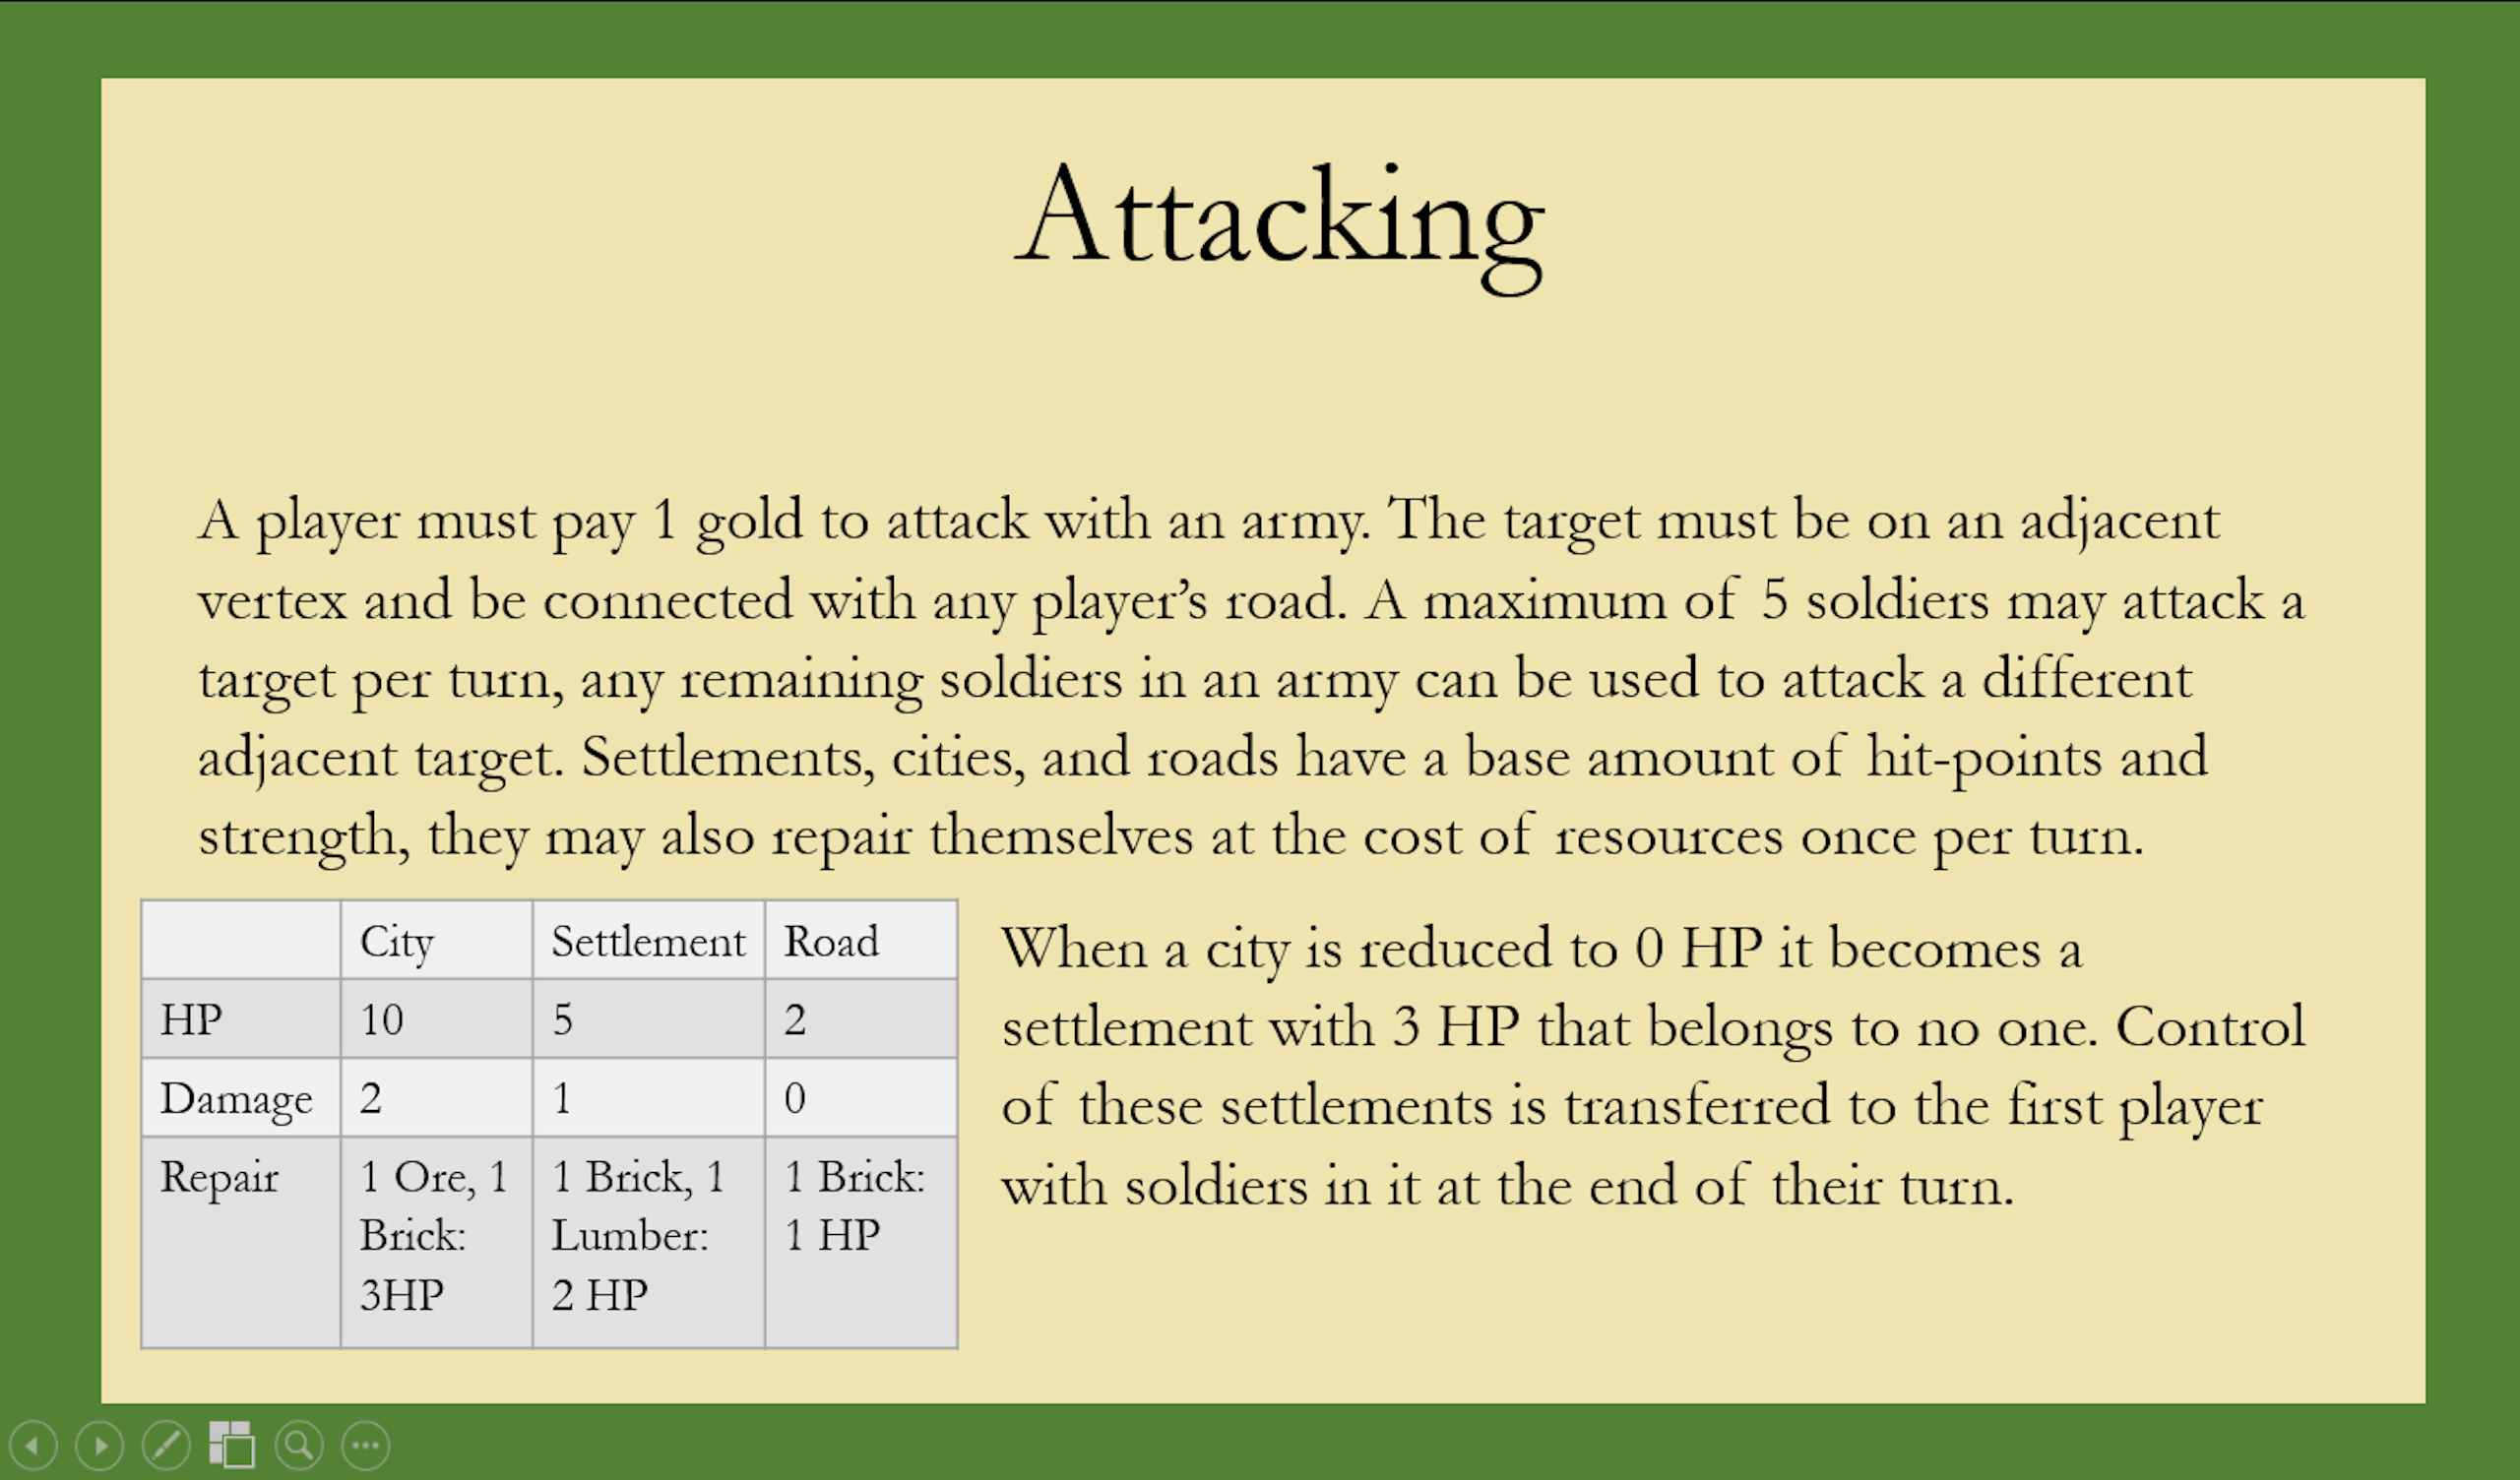 Attacking
A player must pay 1 gold to attack with an army. The target must be on an adjacent
vertex and be connected with any player’s road. A maximum of 5 soldiers may attack a
target per turn, any remaining soldiers in an army can be used to attack a different
adjacent target. Settlements, cities, and roads have a base amount of hit-points and
strength, they may also repair themselves at the cost of resources once per turn.
City Settlement Road
HP 10 5 2
Damage 2 1 0
Repair 1 Ore, 1 1 Brick, 1 1 Brick:
Brick: Lumber: 1 HP
3HP 2 HP
When a city is reduced to 0 HP it becomes a
settlement with 3 HP that belongs to no one. Control
of these settlements is transferred to the first player
with soldiers in it at the end of their turn.